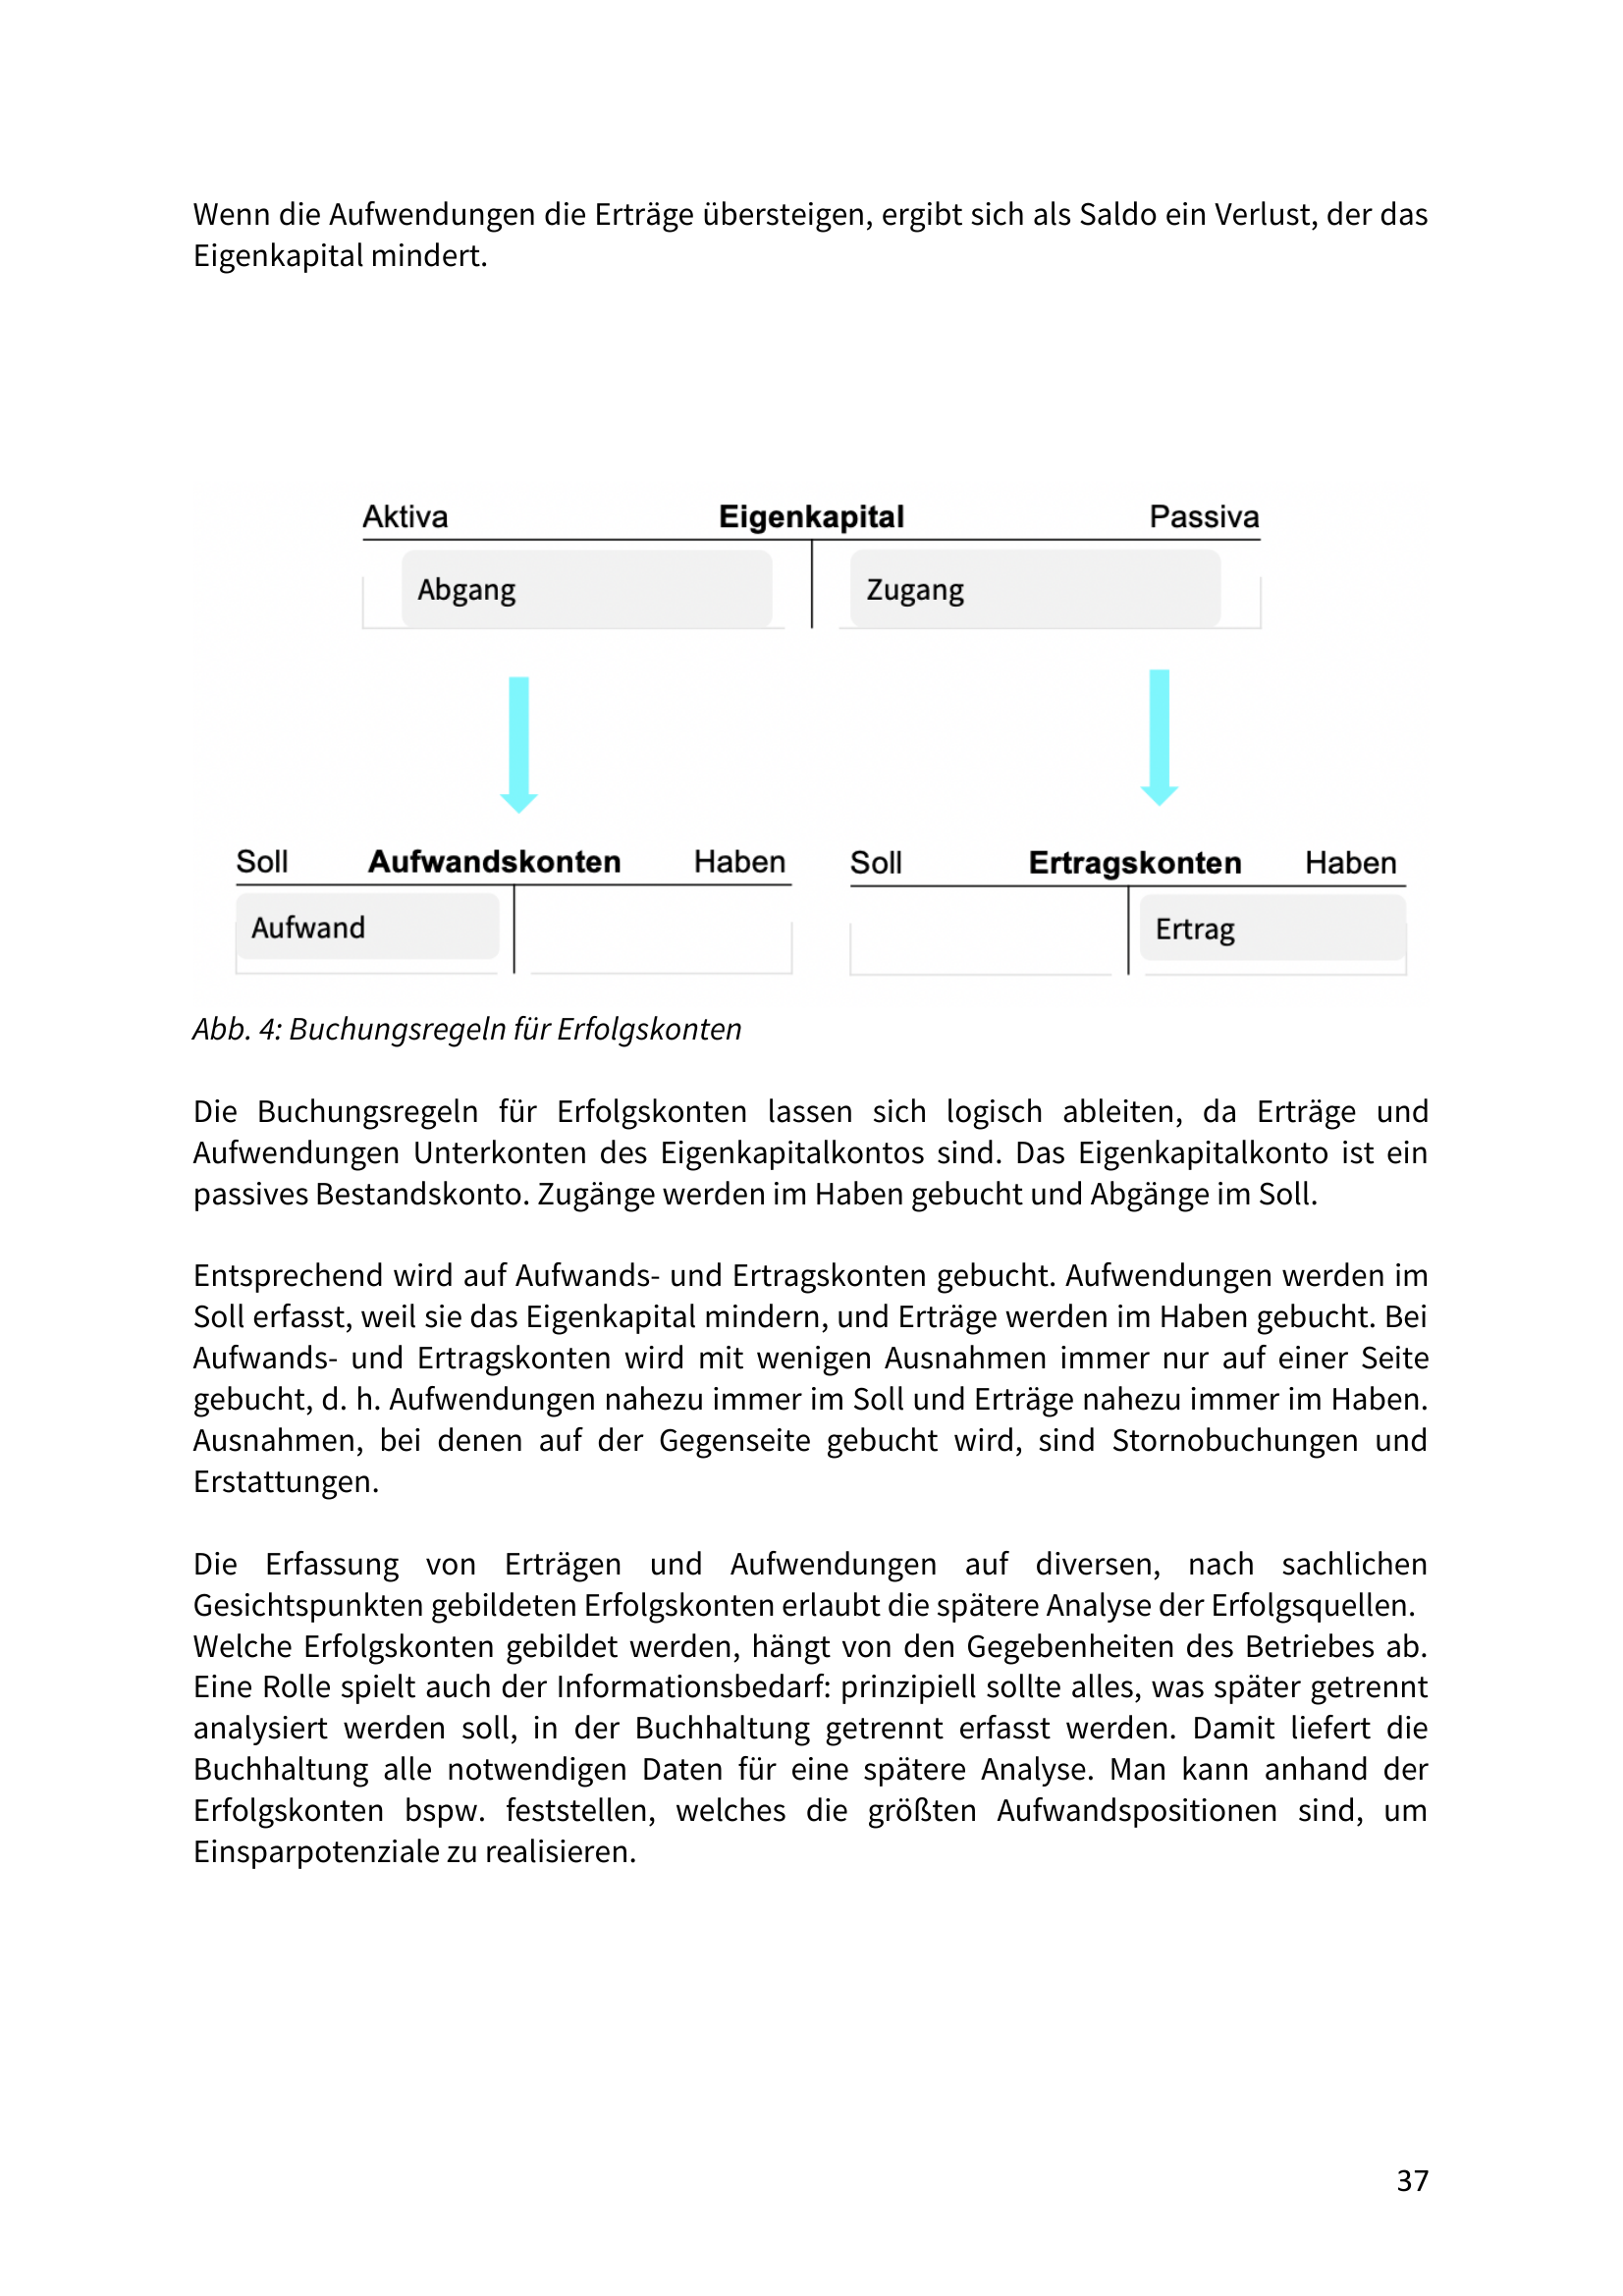 Wenn die Aufwendungen die Erträge übersteigen, ergibt sich als Saldo ein Verlust, der das
Eigenkapital mindert.
Aktiva Eigenkapital Passiva
Abgang Zugang
Soll Aufwandskonten Haben Soll Ertragskonten Haben
Aufwand Ertrag
Abb. 4: Buchungsregeln für Erfolgskonten
Die Buchungsregeln für Erfolgskonten lassen sich logisch ableiten, da Erträge und
Aufwendungen Unterkonten des Eigenkapitalkontos sind. Das Eigenkapitalkonto ist ein
passives Bestandskonto. Zugänge werden im Haben gebucht und Abgänge im Soll.
Entsprechend wird auf Aufwands- und Ertragskonten gebucht. Aufwendungen werden im
Soll erfasst, weil sie das Eigenkapital mindern, und Erträge werden im Haben gebucht. Bei
Aufwands- und Ertragskonten wird mit wenigen Ausnahmen immer nur auf einer Seite
gebucht, d. h. Aufwendungen nahezu immer im Soll und Erträge nahezu immer im Haben.
Ausnahmen, bei denen auf der Gegenseite gebucht wird, sind Stornobuchungen und
Erstattungen.
Die Erfassung von Erträgen und Aufwendungen auf diversen, nach sachlichen
Gesichtspunkten gebildeten Erfolgskonten erlaubt die spätere Analyse der Erfolgsquellen.
Welche Erfolgskonten gebildet werden, hängt von den Gegebenheiten des Betriebes ab.
Eine Rolle spielt auch der Informationsbedarf: prinzipiell sollte alles, was später getrennt
analysiert werden soll, in der Buchhaltung getrennt erfasst werden. Damit liefert die
Buchhaltung alle notwendigen Daten für eine spätere Analyse. Man kann anhand der
Erfolgskonten bspw. feststellen, welches die größten Aufwandspositionen sind, um
Einsparpotenziale zu realisieren.
37